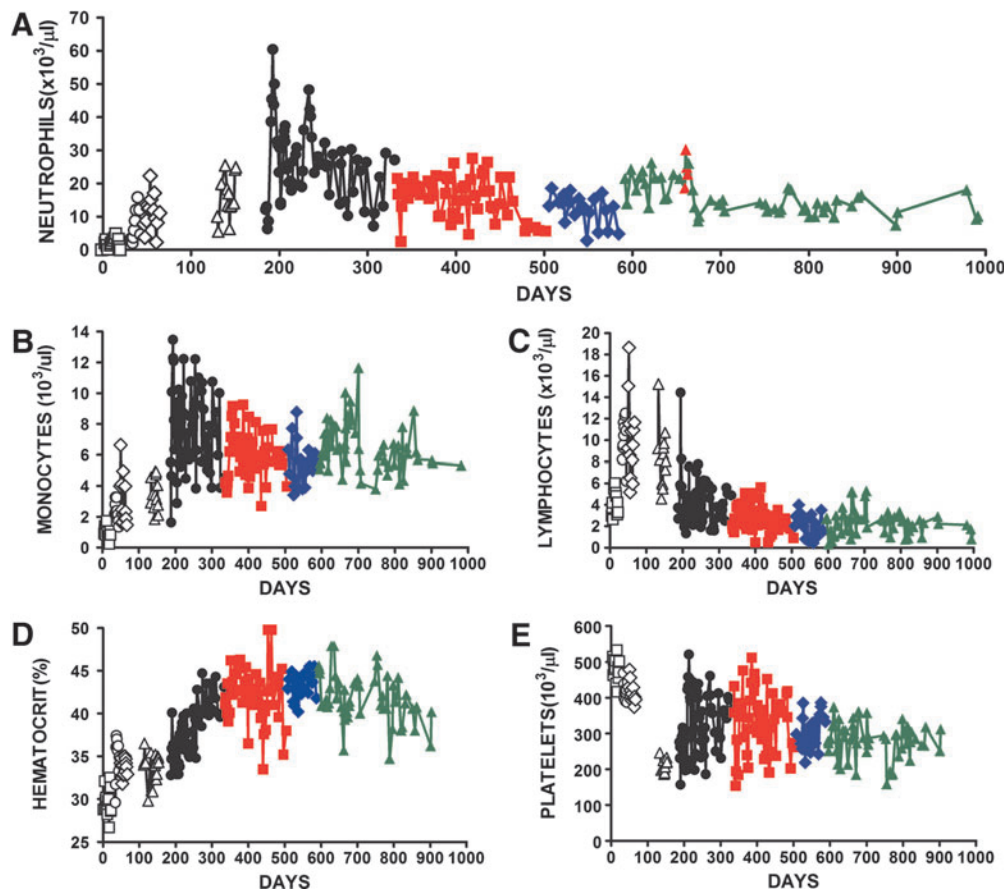 A
NEUTROPHILS(x10³/µl)
70
60
50
40
30
20
10
0
0 100 200 300 400 500 600 700 800 900 1000
DAYS
B
MONOCYTES (10³/ul)
14
12
10
8
6
4
2
0
0 100 200 300 400 500 600 700 800 900 1000
DAYS
C
LYMPHOCYTES (x10³/µl)
20
18
16
14
12
10
8
6
4
2
0
0 100 200 300 400 500 600 700 800 900 1000
DAYS
D
HEMATOCRIT(%)
50
45
40
35
30
25
0 100 200 300 400 500 600 700 800 900 1000
DAYS
E
PLATELETS(10³/µl)
600
500
400
300
200
100
0
0 100 200 300 400 500 600 700 800 900 1000
DAYS